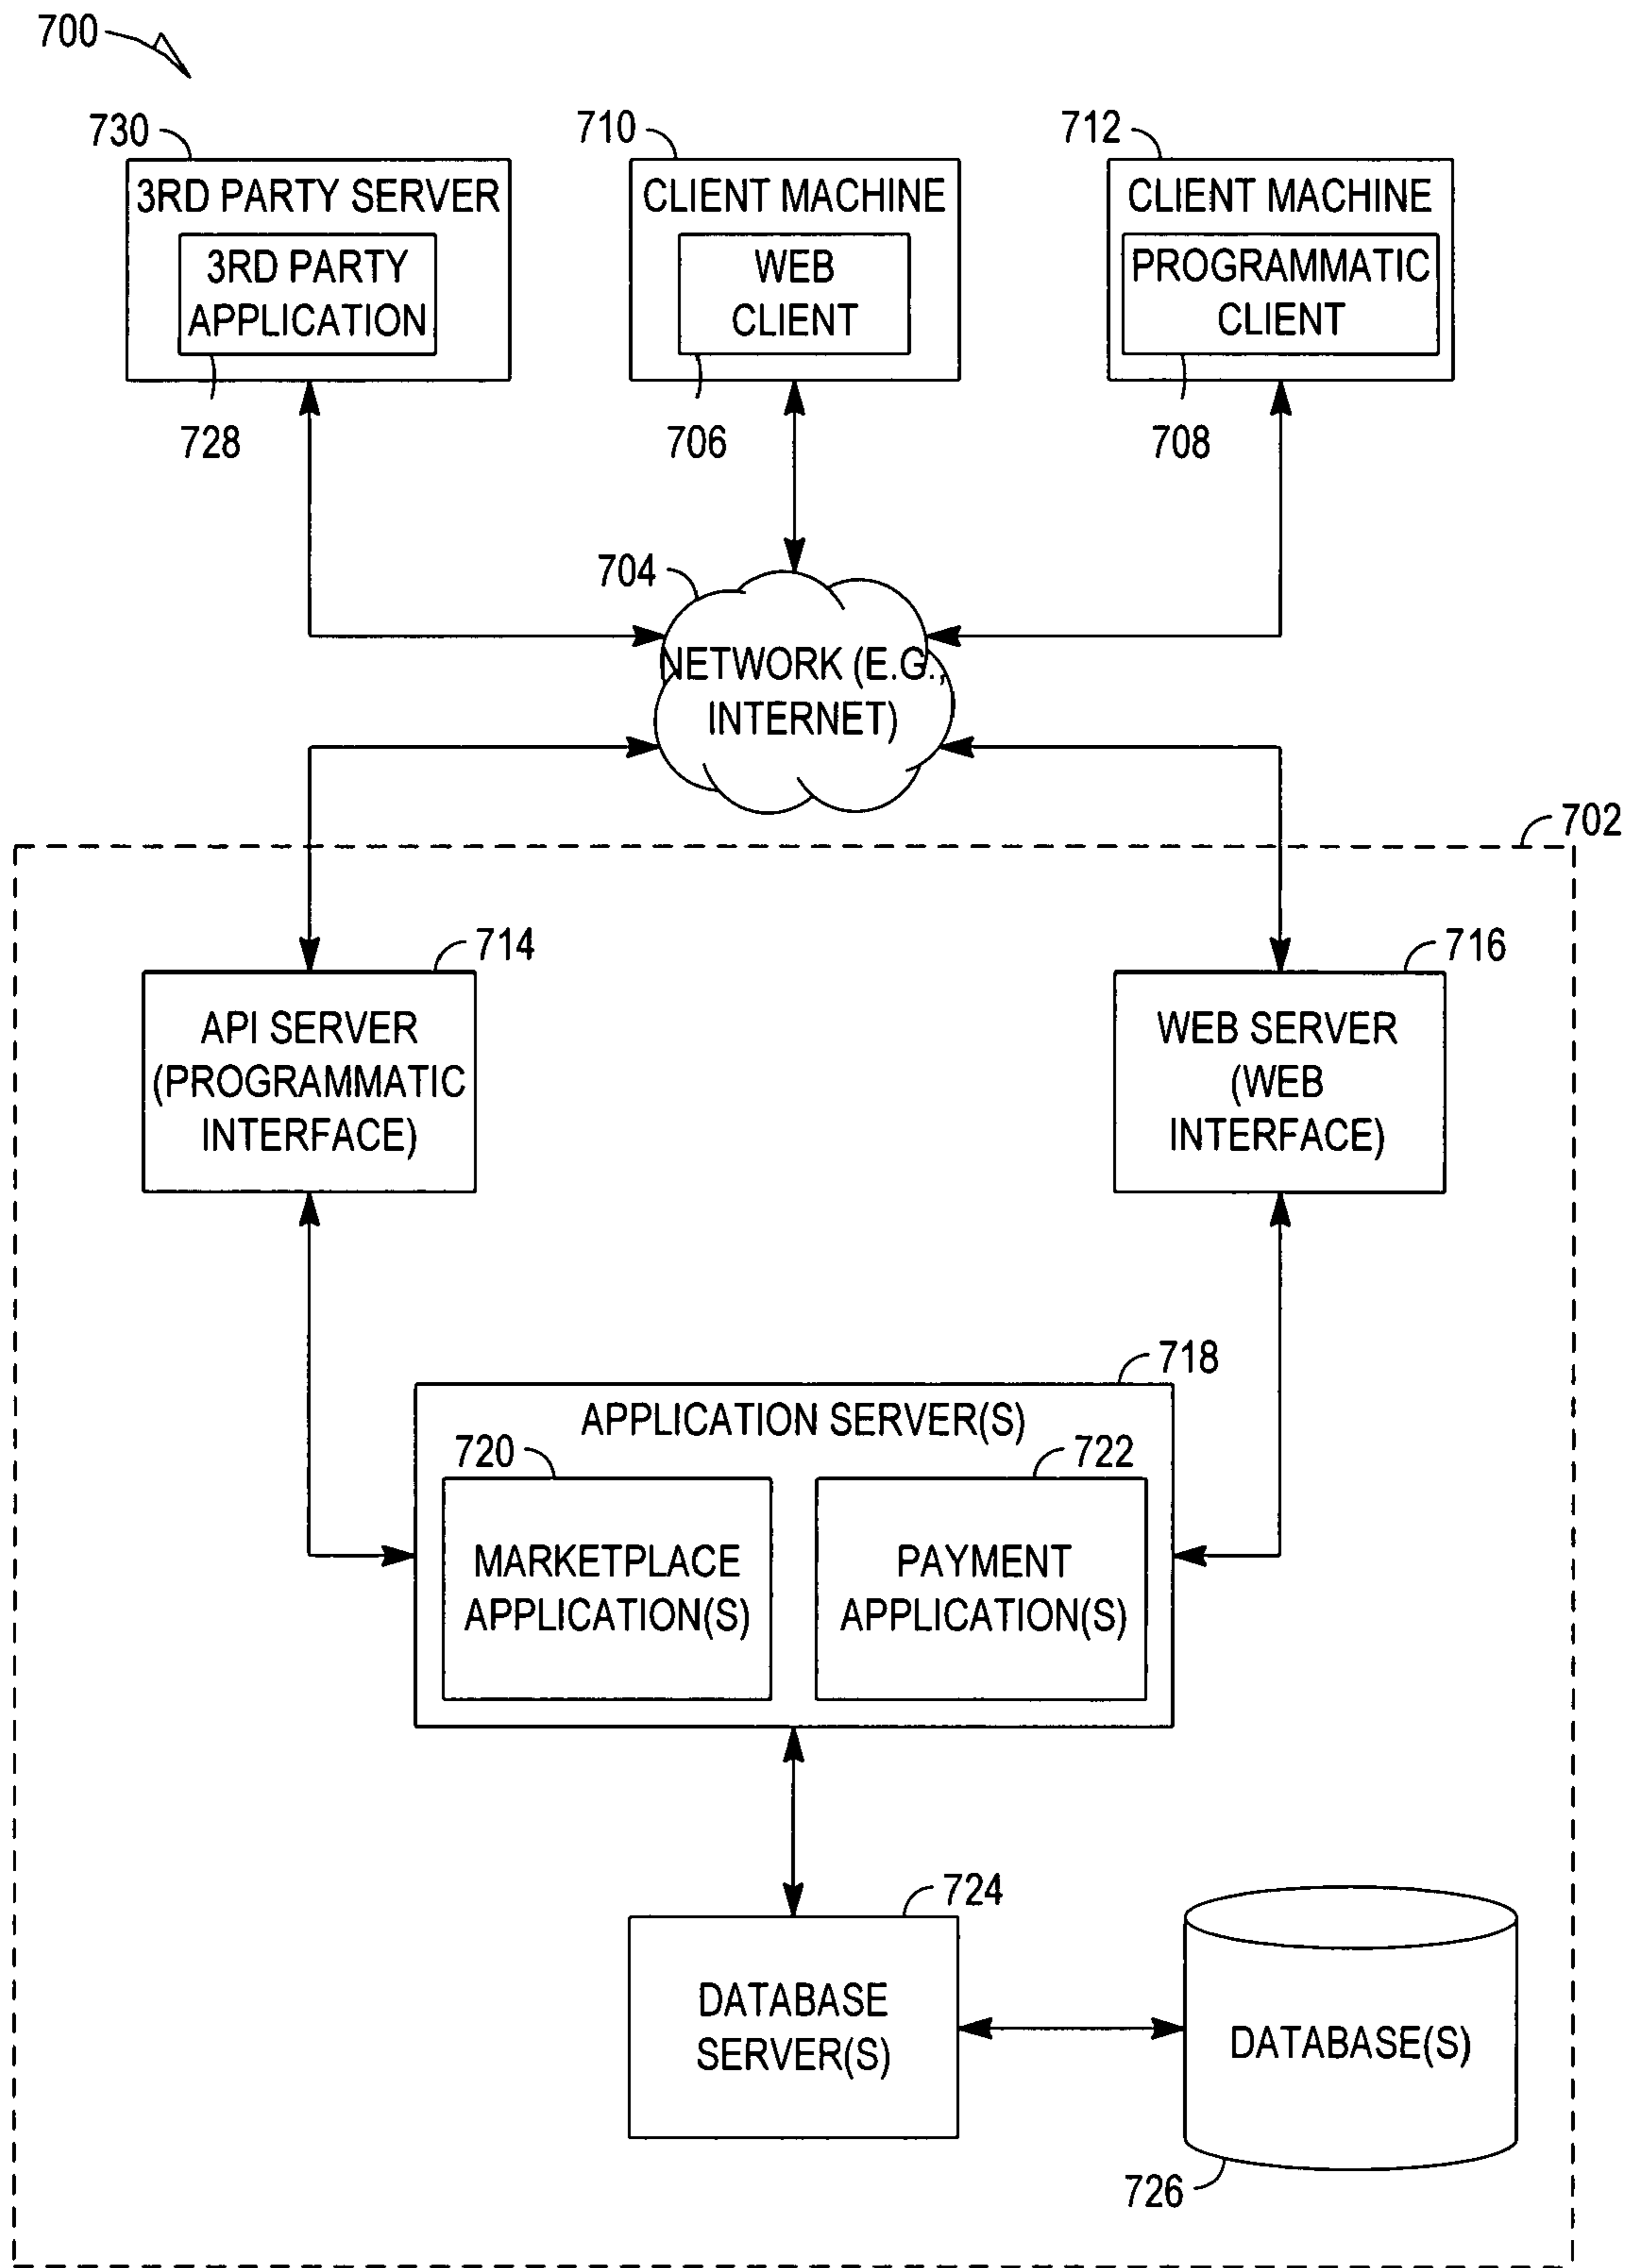 700
730
710
712
3RD PARTY SERVER
CLIENT MACHINE
CLIENT MACHINE
3RD PARTY
APPLICATION
WEB
CLIENT
PROGRAMMATIC
CLIENT
728
706
708
704
NETWORK (E.G.,
INTERNET)
702
714
716
API SERVER
(PROGRAMMATIC
INTERFACE)
WEB SERVER
(WEB
INTERFACE)
718
APPLICATION SERVER(S)
720
722
MARKETPLACE
APPLICATION(S)
PAYMENT
APPLICATION(S)
724
DATABASE
SERVER(S)
DATABASE(S)
726